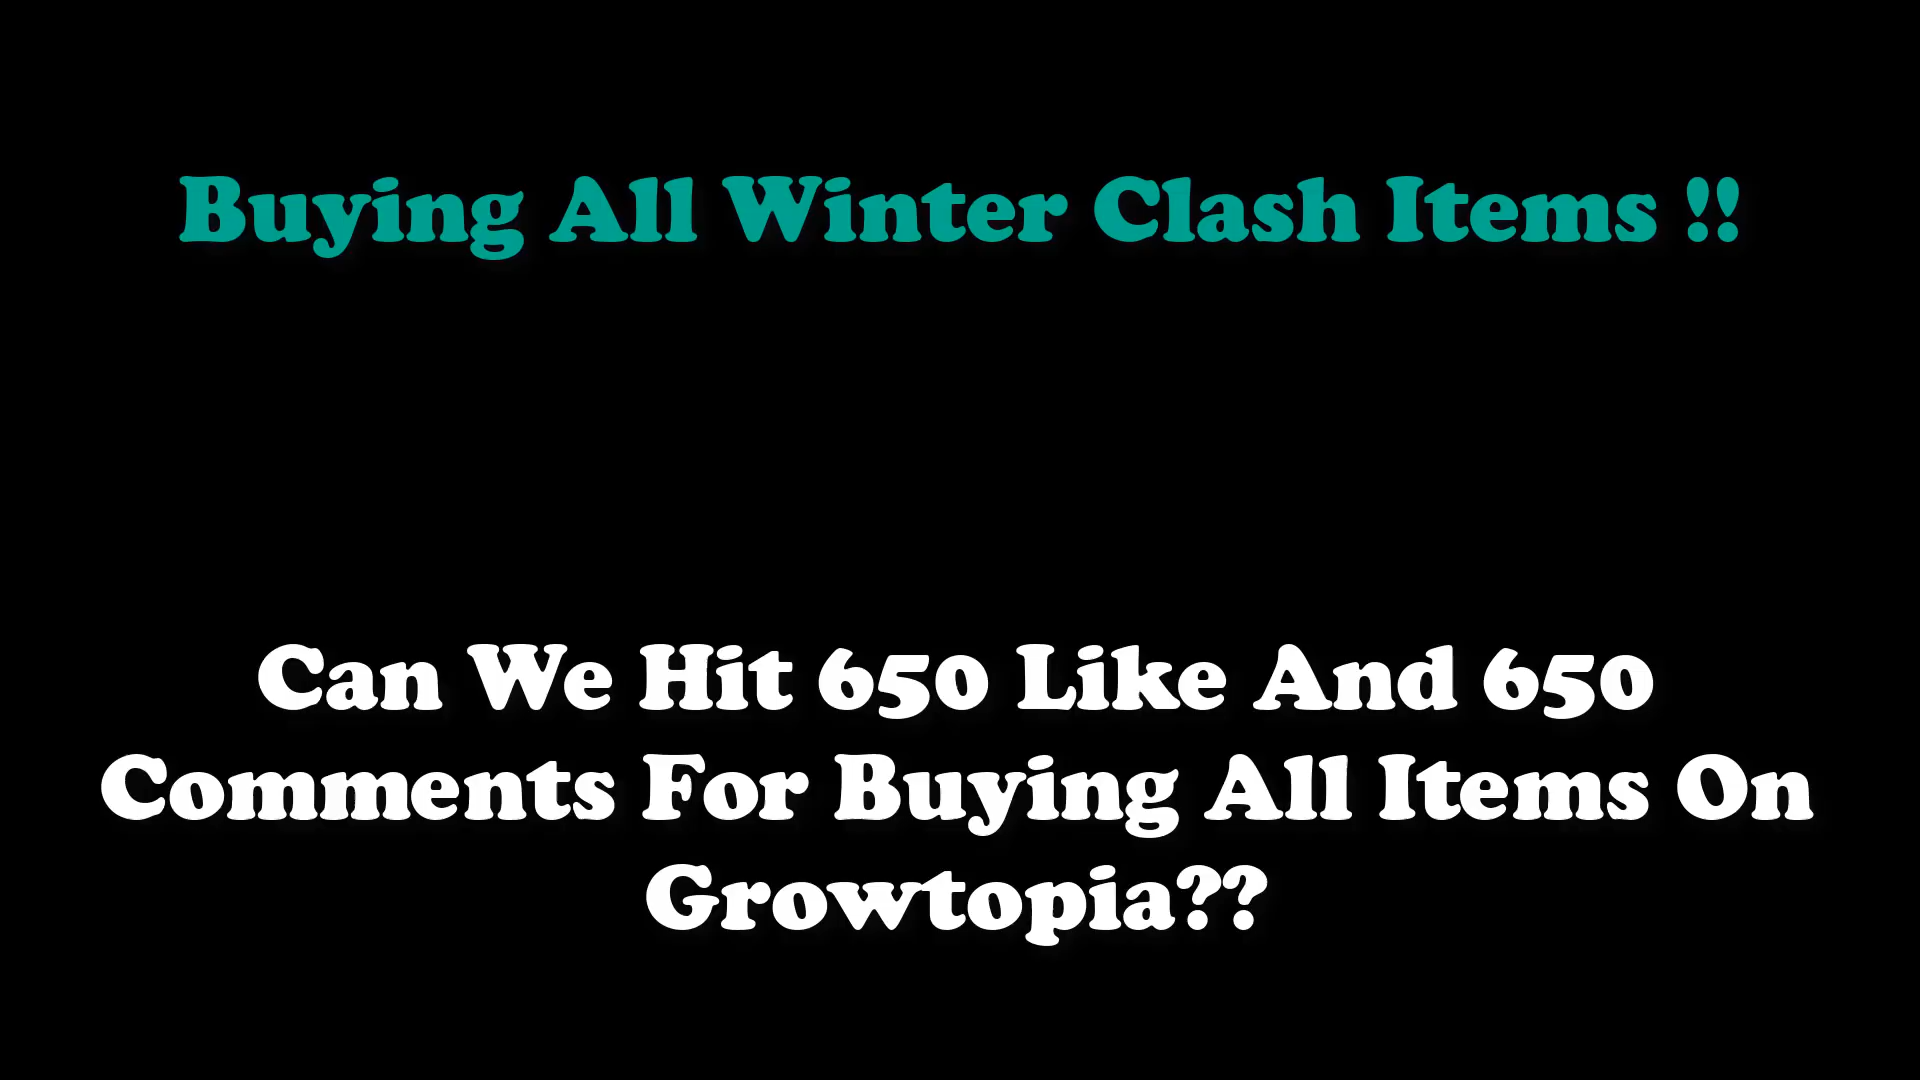 Buying All Winter Clash Items !!
Can We Hit 650 Like And 650
Comments For Buying All Items On
Growtopia??